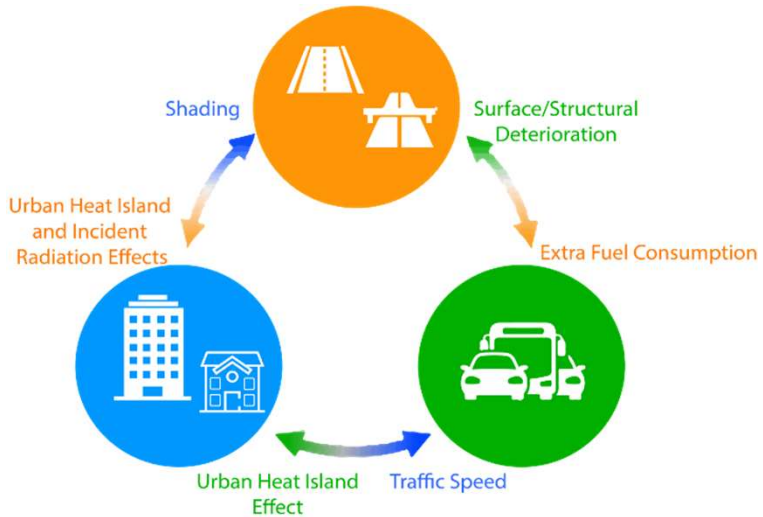 Shading
Surface/Structural
Deterioration
Urban Heat Island
and Incident
Radiation Effects
Extra Fuel Consumption
Urban Heat Island
Effect
Traffic Speed